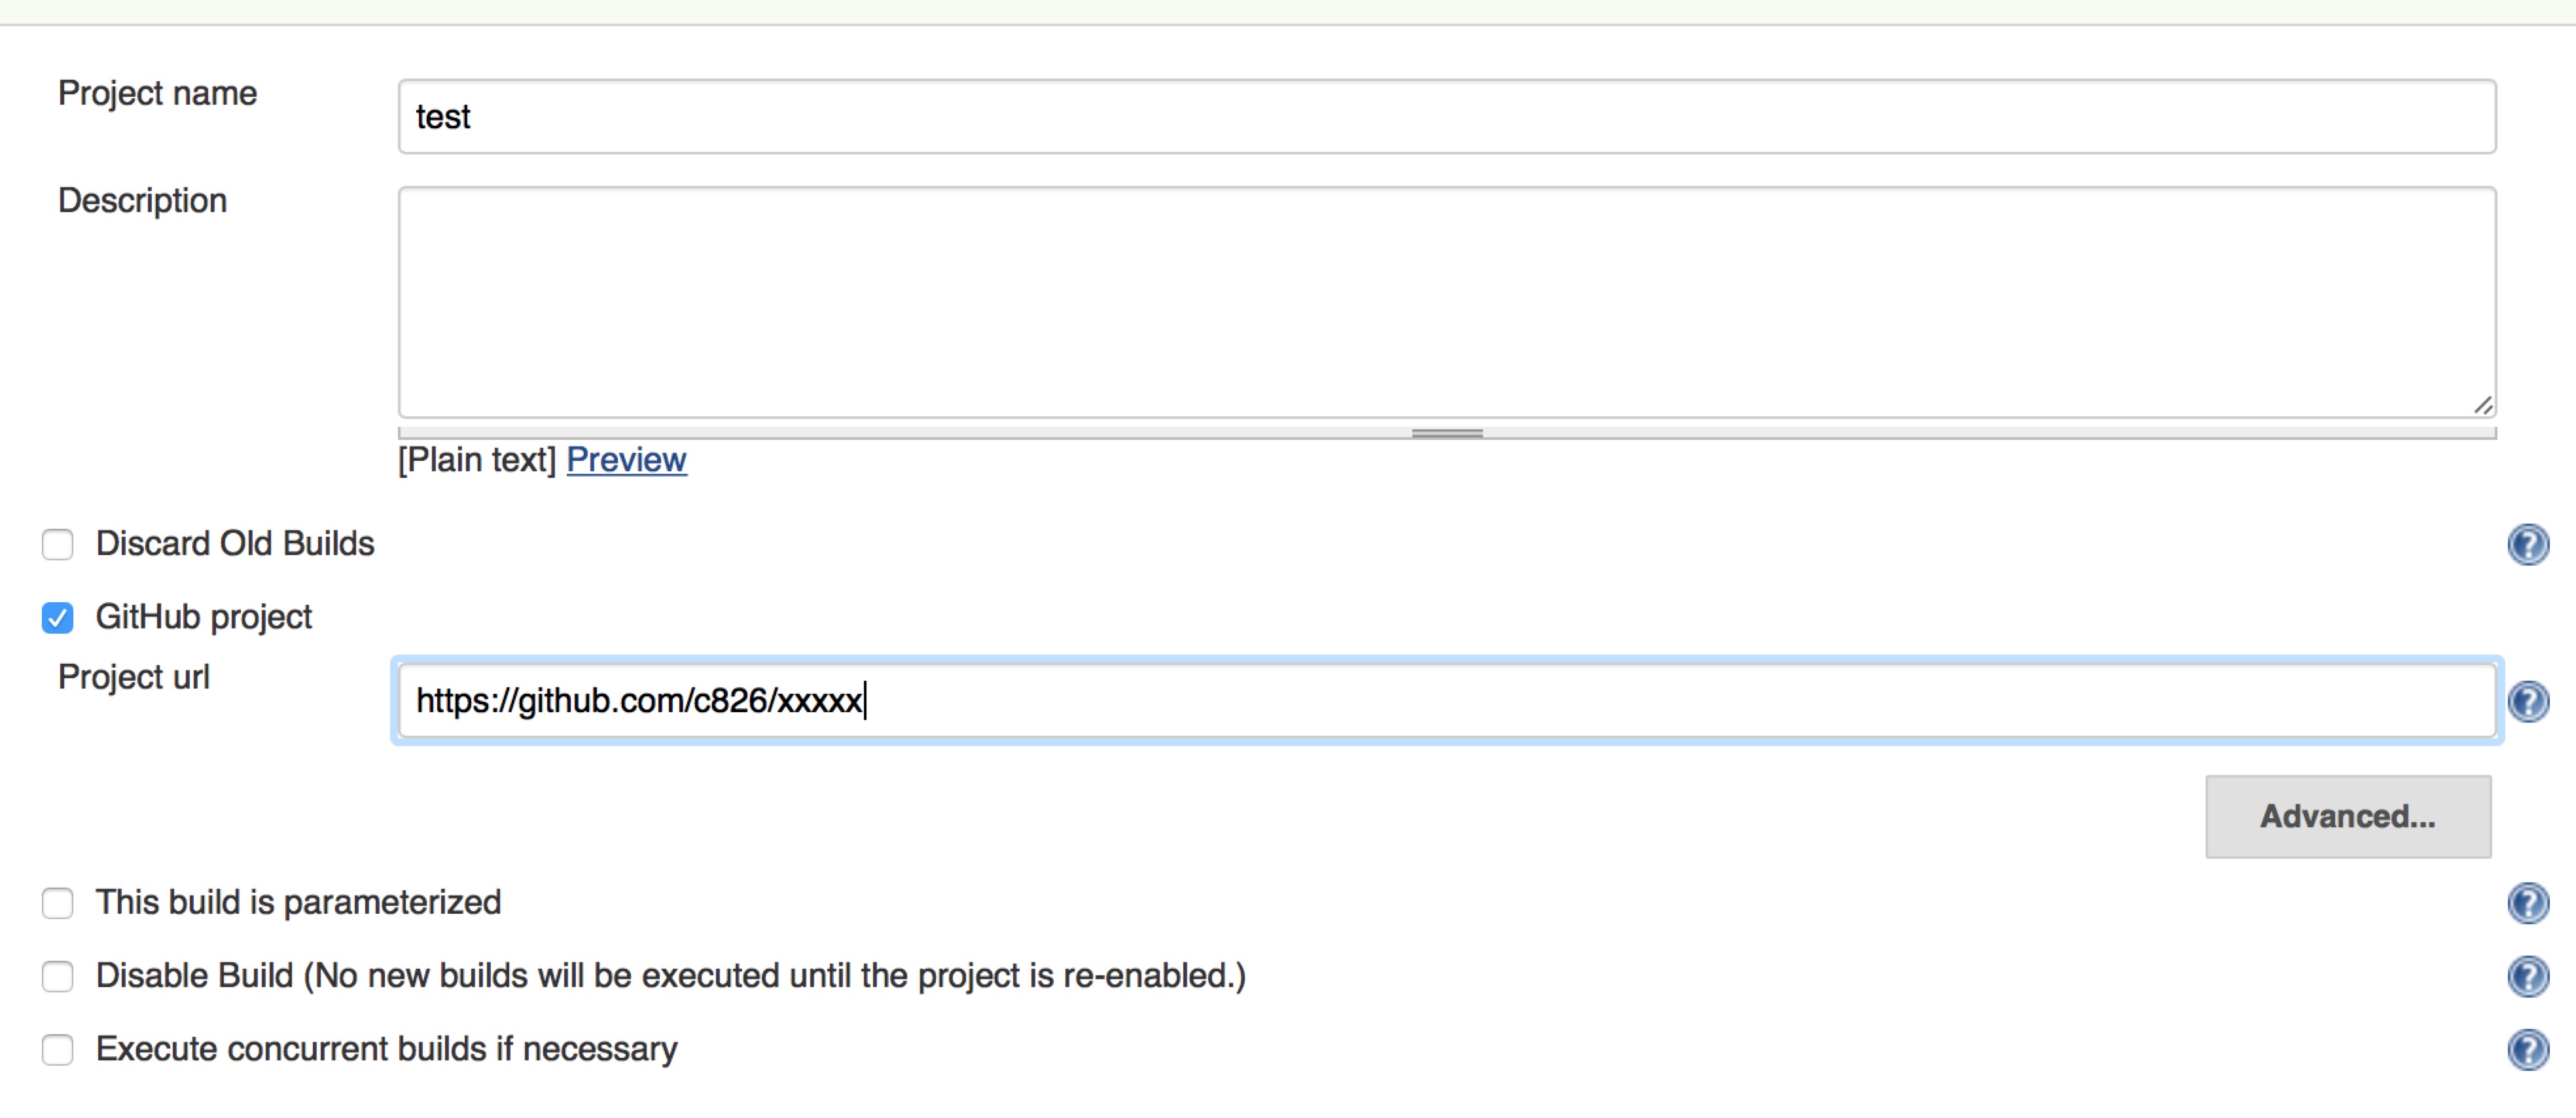 Project name
test
Description
[Plain text] Preview
Discard Old Builds
GitHub project
Project url
https://github.com/c826/xxxxx
Advanced...
This build is parameterized
Disable Build (No new builds will be executed until the project is re-enabled.)
Execute concurrent builds if necessary